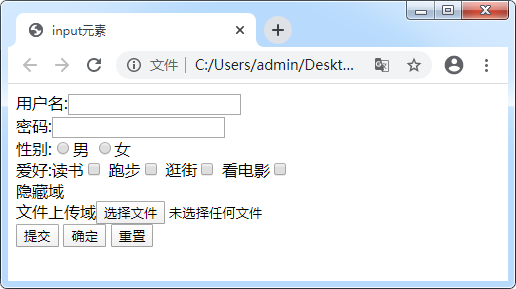 input元素
文件 C:/Users/admin/Deskt...
用户名:
密码:
性别: 男 女
爱好:读书 跑步 逛街 看电影
隐藏域
文件上传域 选择文件 未选择任何文件
提交 确定 重置